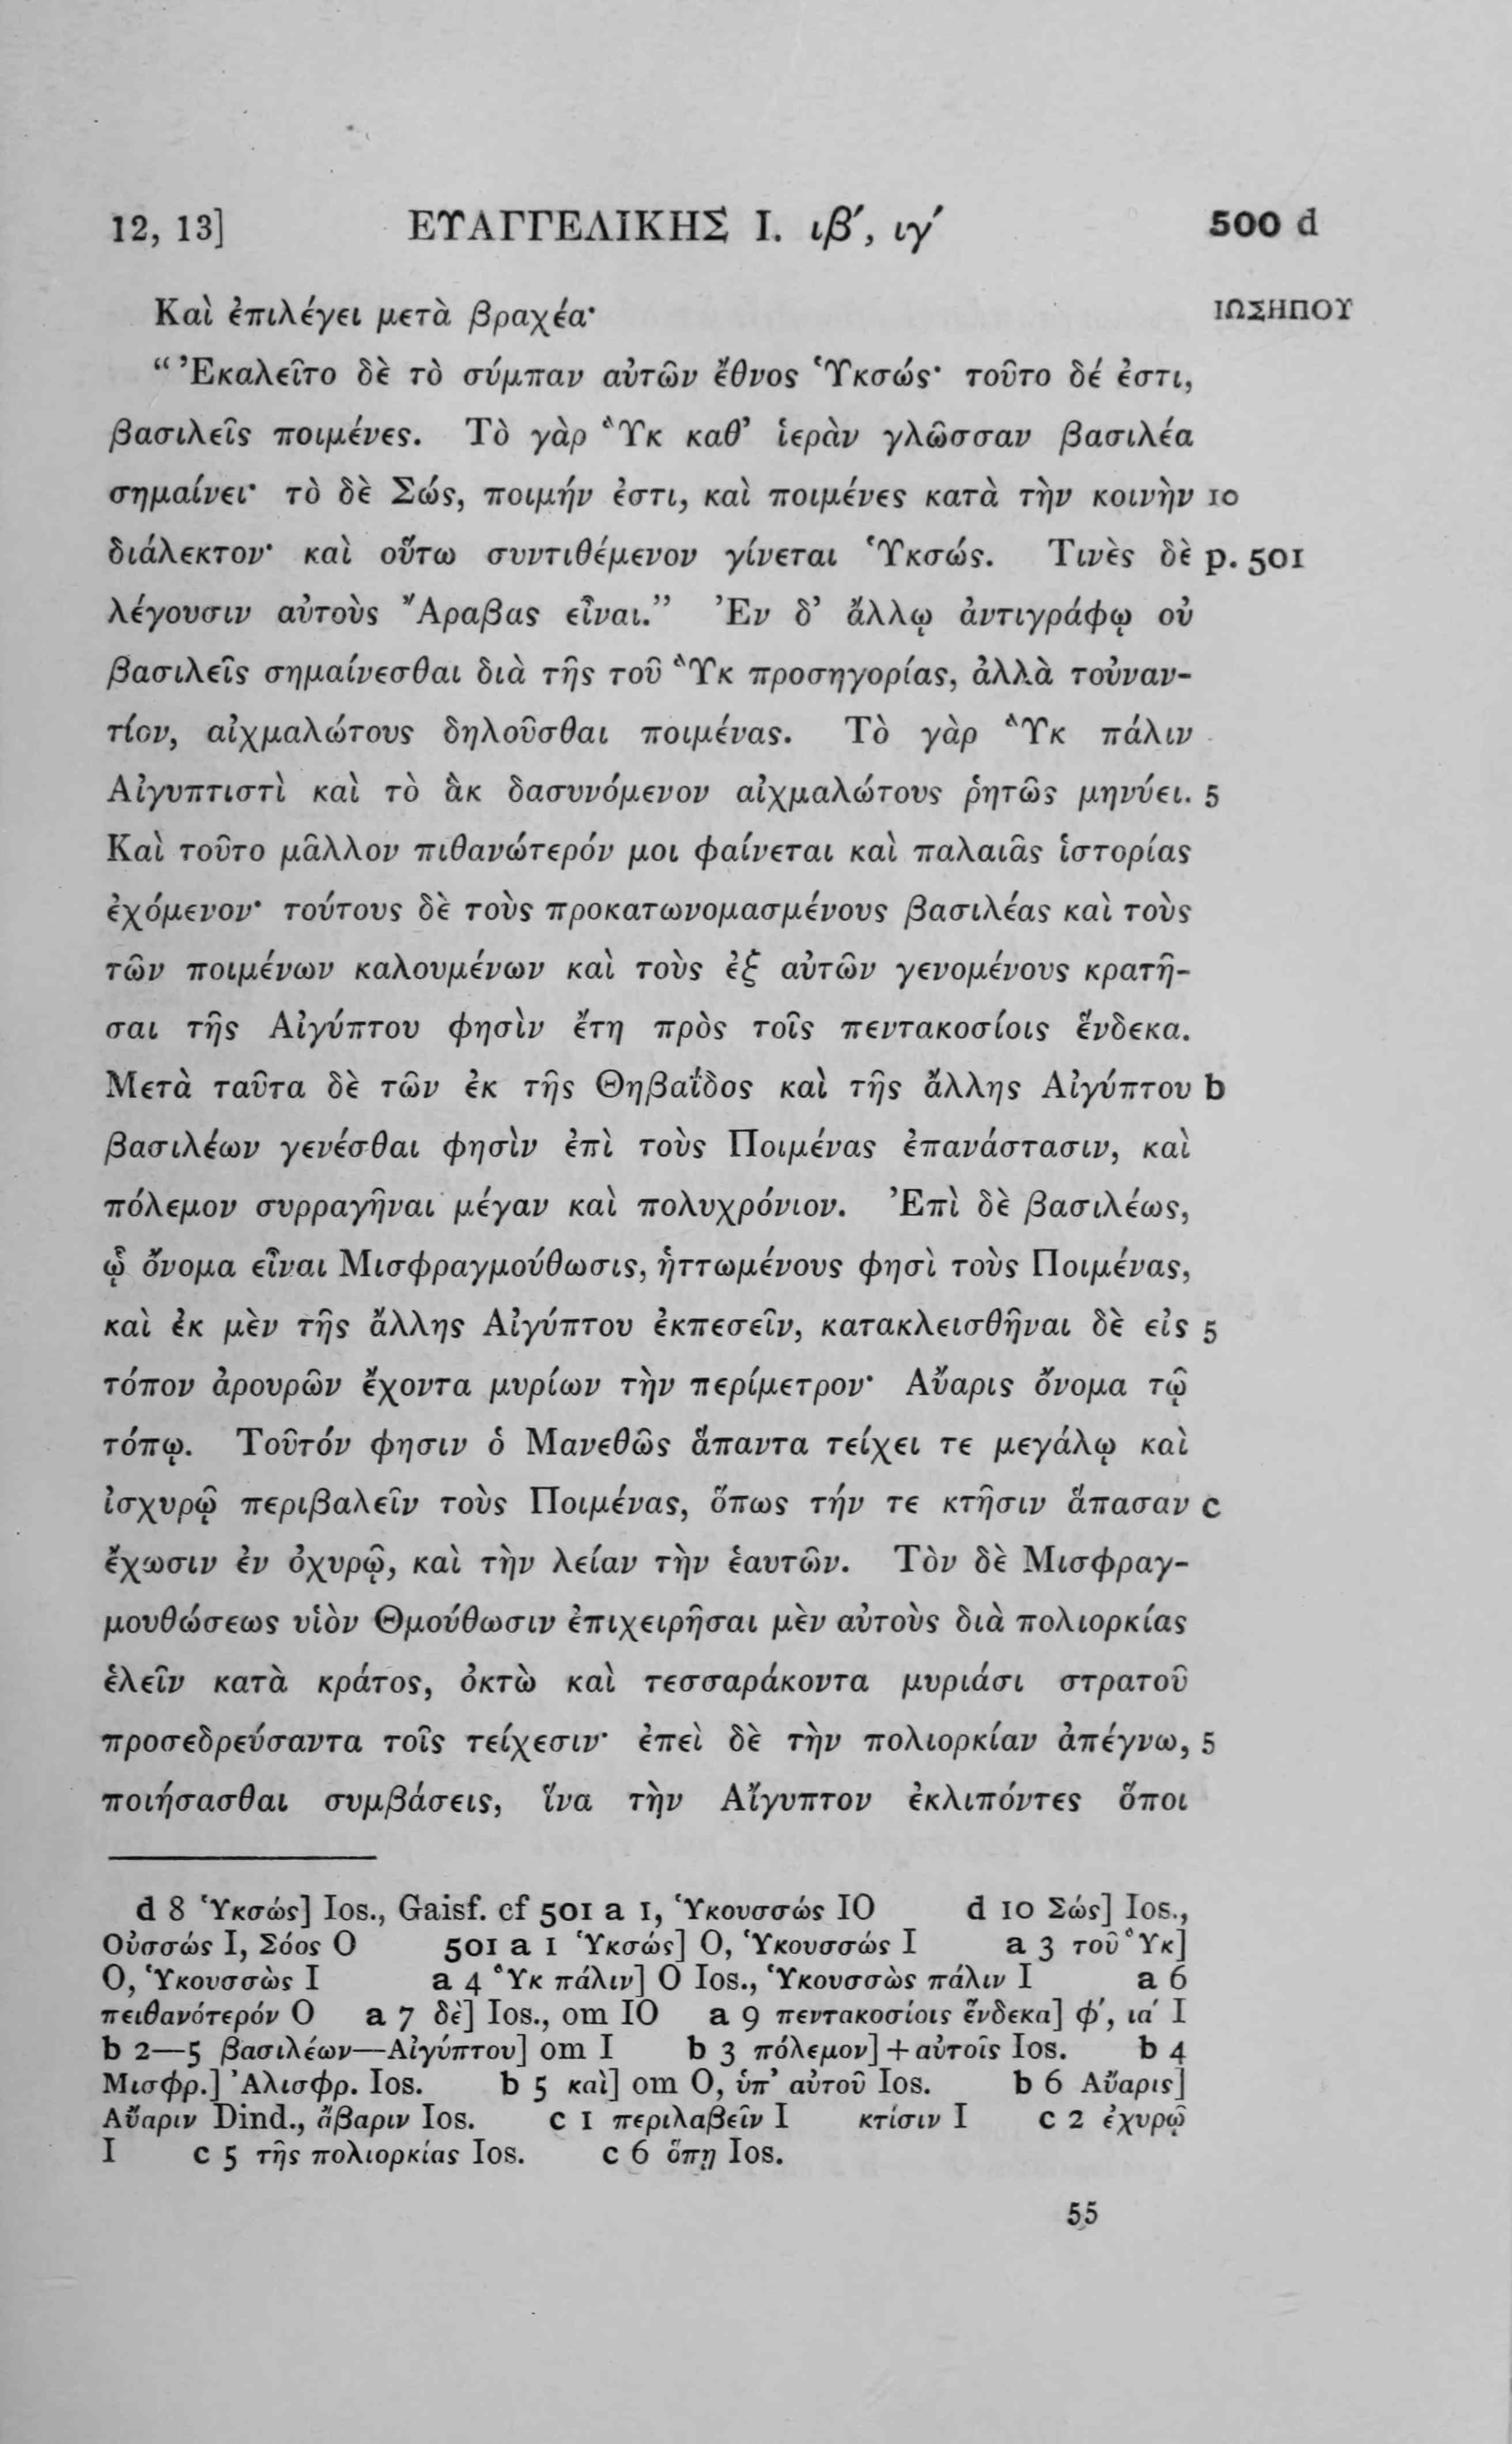 12, 13] ΕΥΑΓΓΕΛΙΚΗΣ Ι. ιβ´, ιγ´ 500 d
Καὶ ἐπιλέγει μετὰ βραχέα· ΙΩΣΗΠΟΥ
“Ἐκαλεῖτο δὲ τὸ σύμπαν αὐτῶν ἔθνος Ὑκσώς· τοῦτο δέ ἐστι,
βασιλεῖς ποιμένες. Τὸ γὰρ Ὓκ καθ’ ἱερὰν γλῶσσαν βασιλέα
σημαίνει· τὸ δὲ Σώς, ποιμήν ἐστι, καὶ ποιμένες κατὰ τὴν κοινὴν 10
διάλεκτον· καὶ οὕτω συντιθέμενον γίνεται Ὑκσώς. Τινὲς δὲ p. 501
λέγουσιν αὐτοὺς Ἄραβας εἶναι.” Ἐν δ’ ἄλλῳ ἀντιγράφῳ οὐ
βασιλεῖς σημαίνεσθαι διὰ τῆς τοῦ Ὓκ προσηγορίας, ἀλλὰ τοὐναν-
τίον, αἰχμαλώτους δηλοῦσθαι ποιμένας. Τὸ γὰρ Ὓκ πάλιν
Αἰγυπτιστὶ καὶ τὸ ἃκ δασυνόμενον αἰχμαλώτους ῥητῶς μηνύει. 5
Καὶ τοῦτο μᾶλλον πιθανώτερόν μοι φαίνεται καὶ παλαιᾶς ἱστορίας
ἐχόμενον· τούτους δὲ τοὺς προκατωνομασμένους βασιλέας καὶ τοὺς
τῶν ποιμένων καλουμένων καὶ τοὺς ἐξ αὐτῶν γενομένους κρατῆ-
σαι τῆς Αἰγύπτου φησὶν ἔτη πρὸς τοῖς πεντακοσίοις ἕνδεκα.
Μετὰ ταῦτα δὲ τῶν ἐκ τῆς Θηβαΐδος καὶ τῆς ἄλλης Αἰγύπτου b
βασιλέων γενέσθαι φησὶν ἐπὶ τοὺς Ποιμένας ἐπανάστασιν, καὶ
πόλεμον συρραγῆναι μέγαν καὶ πολυχρόνιον. Ἐπὶ δὲ βασιλέως,
ᾧ ὄνομα εἶναι Μισφραγμούθωσις, ἡττωμένους φησὶ τοὺς Ποιμένας,
καὶ ἐκ μὲν τῆς ἄλλης Αἰγύπτου ἐκπεσεῖν, κατακλεισθῆναι δὲ εἰς 5
τόπον ἀρουρῶν ἔχοντα μυρίων τὴν περίμετρον· Αὔαρις ὄνομα τῷ
τόπῳ. Τοῦτόν φησιν ὁ Μανεθῶς ἅπαντα τείχει τε μεγάλῳ καὶ
ἰσχυρῷ περιβαλεῖν τοὺς Ποιμένας, ὅπως τήν τε κτῆσιν ἅπασαν c
ἔχωσιν ἐν ὀχυρῷ, καὶ τὴν λείαν τὴν ἑαυτῶν. Τὸν δὲ Μισφραγ-
μουθώσεως υἱὸν Θμούθωσιν ἐπιχειρῆσαι μὲν αὐτοὺς διὰ πολιορκίας
ἑλεῖν κατὰ κράτος, ὀκτὼ καὶ τεσσαράκοντα μυριάσι στρατοῦ
προσεδρεύσαντα τοῖς τείχεσιν· ἐπεὶ δὲ τὴν πολιορκίαν ἀπέγνω, 5
ποιήσασθαι συμβάσεις, ἵνα τὴν Αἴγυπτον ἐκλιπόντες ὅποι
d 8 Ὑκσώς] Ios., Gaisf. cf 501 a 1, Ὑκουσσώς IO d 10 Σώς] Ios.,
Οὐσσώς I, Σόος O 501 a 1 Ὑκσώς] O, Ὑκουσσώς I a 3 τοῦ Ὓκ]
O, Ὑκουσσὼς I a 4 Ὓκ πάλιν] O Ios., Ὑκουσσὼς πάλιν I a 6
πειθανότερόν O a 7 δὲ] Ios., om IO a 9 πεντακοσίοις ἕνδεκα] φ´, ια´ I
b 2—5 βασιλέων—Αἰγύπτου] om I b 3 πόλεμον]+αὐτοῖς Ios. b 4
Μισφρ.] Ἀλισφρ. Ios. b 5 καὶ] om O, ὑπ’ αὐτοῦ Ios. b 6 Αὔαρις]
Αὔαριν Dind., ἄβαριν Ios. c 1 περιλαβεῖν I κτίσιν I c 2 ἐχυρῷ
I c 5 τῆς πολιορκίας Ios. c 6 ὅπῃ Ios.
55